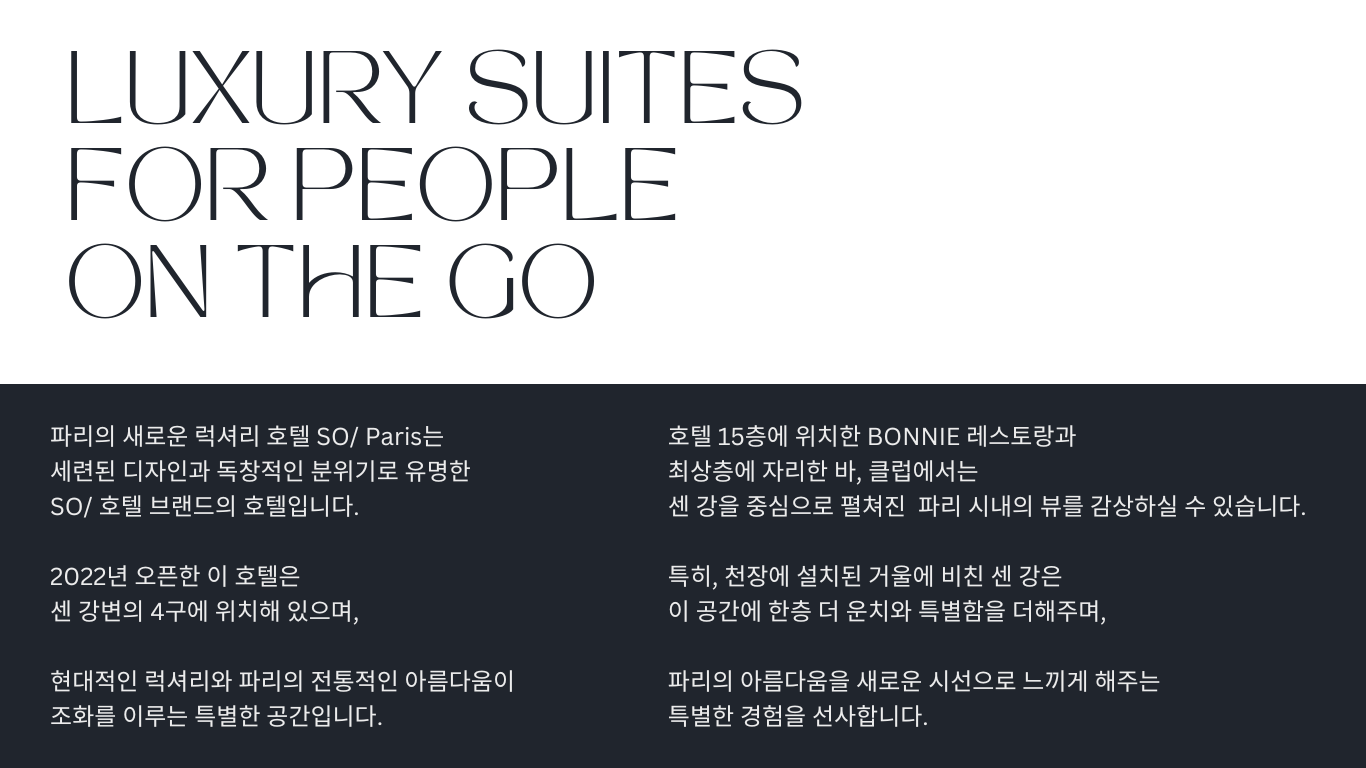 LUXURY SUITES
FOR PEOPLE
ON THE GO
파리의 새로운 럭셔리 호텔 SO/ Paris는
세련된 디자인과 독창적인 분위기로 유명한
SO/ 호텔 브랜드의 호텔입니다.
2022년 오픈한 이 호텔은
센 강변의 4구에 위치해 있으며,
현대적인 럭셔리와 파리의 전통적인 아름다움이
조화를 이루는 특별한 공간입니다.
호텔 15층에 위치한 BONNIE 레스토랑과
최상층에 자리한 바, 클럽에서는
센 강을 중심으로 펼쳐진  파리 시내의 뷰를 감상하실 수 있습니다.
특히, 천장에 설치된 거울에 비친 센 강은
이 공간에 한층 더 운치와 특별함을 더해주며,
파리의 아름다움을 새로운 시선으로 느끼게 해주는
특별한 경험을 선사합니다.